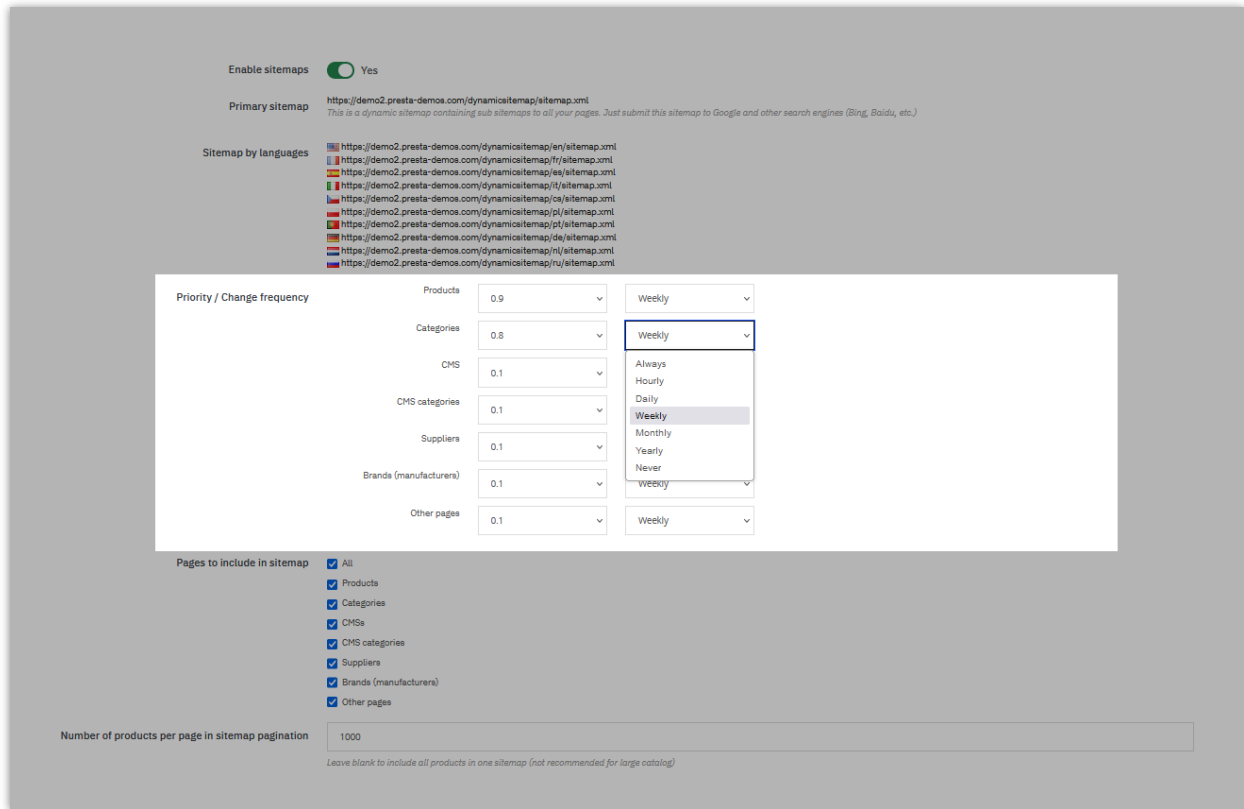 Enable sitemaps Yes
Primary sitemap https://demo2.presta-demos.com/dynamicsitemap/sitemap.xml
This is a dynamic sitemap containing sub sitemaps to all your pages. Just submit this sitemap to Google and other search engines (Bing, Baidu, etc.)
Sitemap by languages https://demo2.presta-demos.com/dynamicsitemap/en/sitemap.xml
https://demo2.presta-demos.com/dynamicsitemap/fr/sitemap.xml
https://demo2.presta-demos.com/dynamicsitemap/es/sitemap.xml
https://demo2.presta-demos.com/dynamicsitemap/it/sitemap.xml
https://demo2.presta-demos.com/dynamicsitemap/cs/sitemap.xml
https://demo2.presta-demos.com/dynamicsitemap/pl/sitemap.xml
https://demo2.presta-demos.com/dynamicsitemap/pt/sitemap.xml
https://demo2.presta-demos.com/dynamicsitemap/de/sitemap.xml
https://demo2.presta-demos.com/dynamicsitemap/nl/sitemap.xml
https://demo2.presta-demos.com/dynamicsitemap/ru/sitemap.xml
Priority / Change frequency Products 0.9 Weekly
Categories 0.8 Weekly
Always
CMS 0.1
Hourly
Daily
CMS categories 0.1
Weekly
Monthly
Suppliers 0.1
Yearly
Never
Brands (manufacturers) 0.1 Weekly
Other pages 0.1 Weekly
Pages to include in sitemap All
Products
Categories
CMSs
CMS categories
Suppliers
Brands (manufacturers)
Other pages
Number of products per page in sitemap pagination 1000
Leave blank to include all products in one sitemap (not recommended for large catalog)